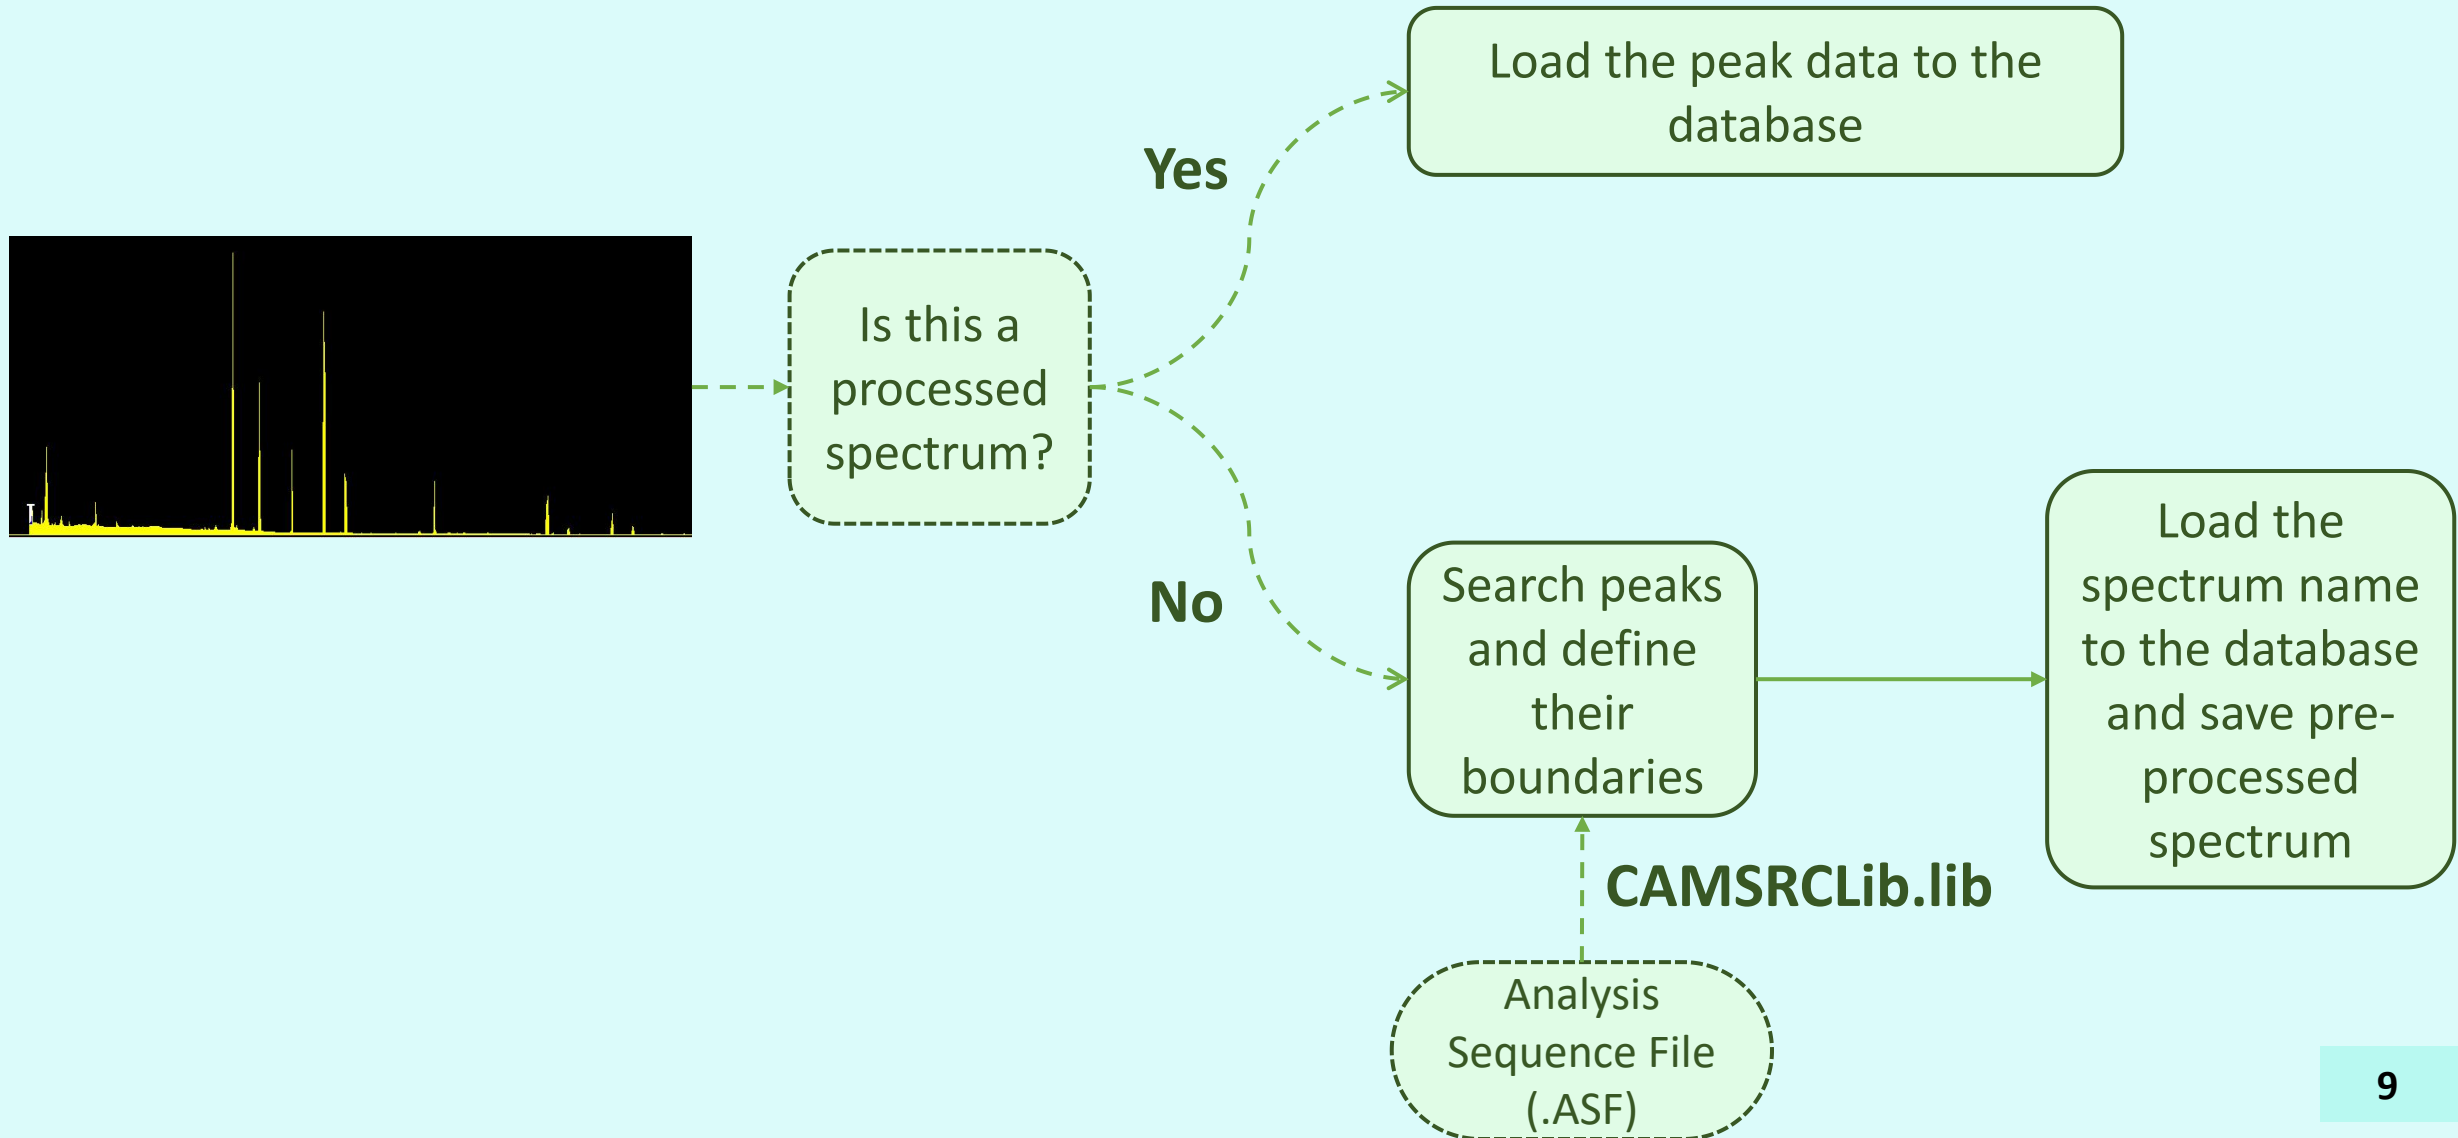 Load the peak data to the
database
Yes
Is this a
processed
spectrum?
No
Search peaks
and define
their
boundaries
Load the
spectrum name
to the database
and save pre-
processed
spectrum
CAMSRCLib.lib
Analysis
Sequence File
(.ASF)
9